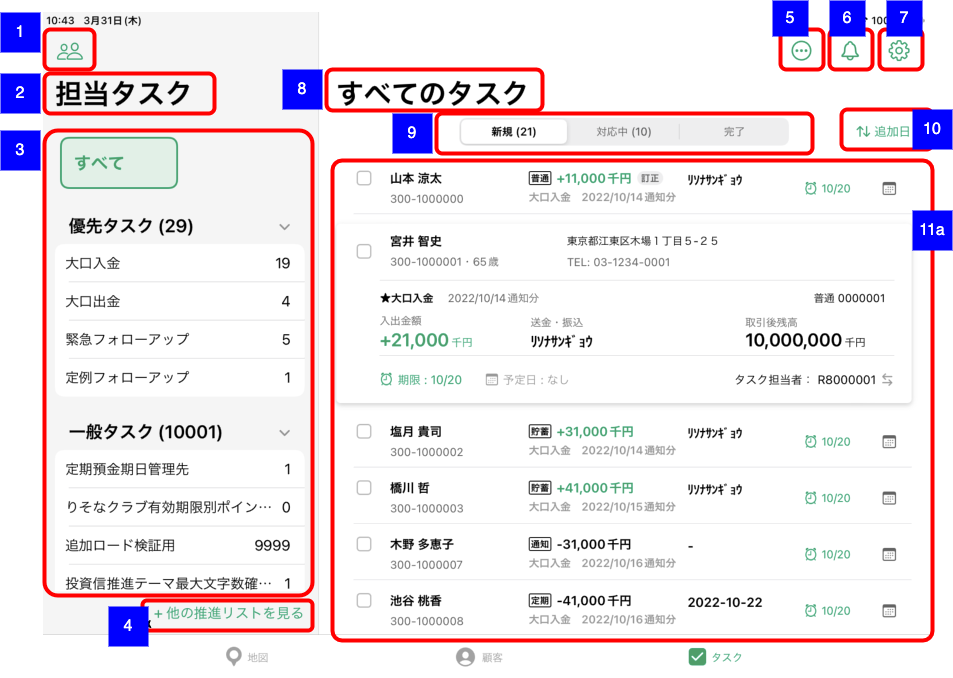 10:43 3月31日(木)
1
5
6
100
7
2
担当タスク
8
すべてのタスク
3
すべて
9
新規 (21)
対応中 (10)
完了
追加日
10
優先タスク (29)
大口入金 19
大口出金 4
緊急フォローアップ 5
定例フォローアップ 1
一般タスク (10001)
定期預金期日管理先 1
りそなクラブ有効期限別ポイン… 0
追加ロード検証用 9999
投資信推進テーマ最大文字数確… 1
4
+ 他の推進リストを見る
11a
山本 涼太 普通 +11,000千円 訂正 ﾘｿﾅｻﾝｷﾞｮｳ 10/20
300-1000000 大口入金 2022/10/14通知分
宮井 智史 東京都江東区木場１丁目５-２５
300-1000001・65歳 TEL: 03-1234-0001
★大口入金 2022/10/14通知分 普通 0000001
入出金額 送金・振込 取引後残高
+21,000千円 ﾘｿﾅｻﾝｷﾞｮｳ 10,000,000千円
期限：10/20 予定日：なし タスク担当者： R8000001
塩月 貴司 貯蓄 +31,000千円 ﾘｿﾅｻﾝｷﾞｮｳ 10/20
300-1000002 大口入金 2022/10/14通知分
橋川 哲 貯蓄 +41,000千円 ﾘｿﾅｻﾝｷﾞｮｳ 10/20
300-1000003 大口入金 2022/10/15通知分
木野 多恵子 通知 -31,000千円 - 10/20
300-1000007 大口入金 2022/10/16通知分
池谷 桃香 定期 -41,000千円 2022-10-22 10/20
300-1000008 大口入金 2022/10/16通知分
地図
顧客
タスク